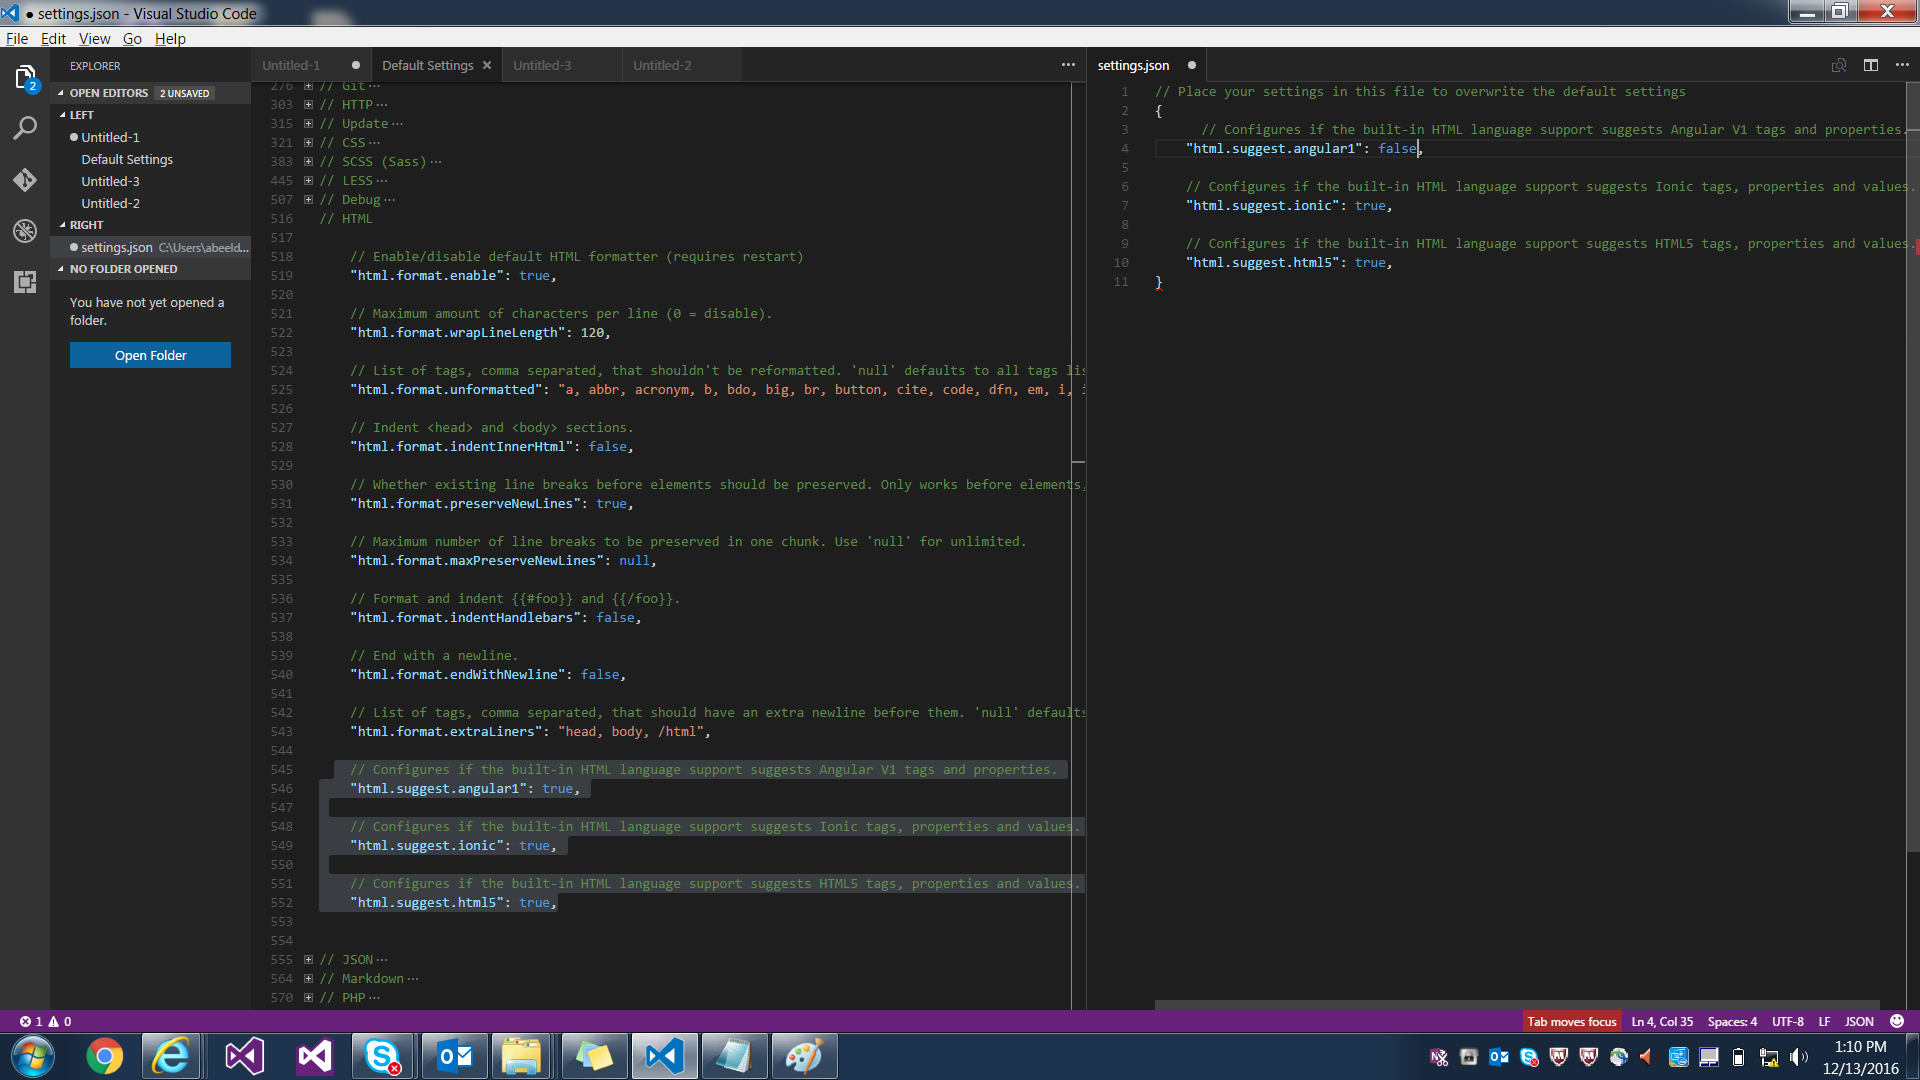 settings.json - Visual Studio Code
File Edit View Go Help
EXPLORER
OPEN EDITORS 2 UNSAVED
LEFT
Untitled-1
Default Settings
Untitled-3
Untitled-2
RIGHT
settings.json C:\Users\abeeld...
NO FOLDER OPENED
You have not yet opened a
folder.
Open Folder
2
Untitled-1
Default Settings
Untitled-3
Untitled-2
276 // Git
303 // HTTP
315 // Update
321 // CSS
383 // SCSS (Sass)
445 // LESS
507 // Debug
516 // HTML
517
518 // Enable/disable default HTML formatter (requires restart)
519 "html.format.enable": true,
520
521 // Maximum amount of characters per line (0 = disable).
522 "html.format.wrapLineLength": 120,
523
524 // List of tags, comma separated, that shouldn't be reformatted. 'null' defaults to all tags lis
525 "html.format.unformatted": "a, abbr, acronym, b, bdo, big, br, button, cite, code, dfn, em, i,
526
527 // Indent <head> and <body> sections.
528 "html.format.indentInnerHtml": false,
529
530 // Whether existing line breaks before elements should be preserved. Only works before elements,
531 "html.format.preserveNewLines": true,
532
533 // Maximum number of line breaks to be preserved in one chunk. Use 'null' for unlimited.
534 "html.format.maxPreserveNewLines": null,
535
536 // Format and indent {{#foo}} and {{/foo}}.
537 "html.format.indentHandlebars": false,
538
539 // End with a newline.
540 "html.format.endWithNewline": false,
541
542 // List of tags, comma separated, that should have an extra newline before them. 'null' defaults
543 "html.format.extraLiners": "head, body, /html",
544
545 // Configures if the built-in HTML language support suggests Angular V1 tags and properties.
546 "html.suggest.angular1": true,
547
548 // Configures if the built-in HTML language support suggests Ionic tags, properties and values.
549 "html.suggest.ionic": true,
550
551 // Configures if the built-in HTML language support suggests HTML5 tags, properties and values.
552 "html.suggest.html5": true,
553
554
555 // JSON
564 // Markdown
570 // PHP
settings.json
1 // Place your settings in this file to overwrite the default settings
2 {
3 // Configures if the built-in HTML language support suggests Angular V1 tags and properties.
4 "html.suggest.angular1": false,
5
6 // Configures if the built-in HTML language support suggests Ionic tags, properties and values.
7 "html.suggest.ionic": true,
8
9 // Configures if the built-in HTML language support suggests HTML5 tags, properties and values.
10 "html.suggest.html5": true,
11 }
1 0
Tab moves focus Ln 4, Col 35 Spaces: 4 UTF-8 LF JSON
1:10 PM
12/13/2016